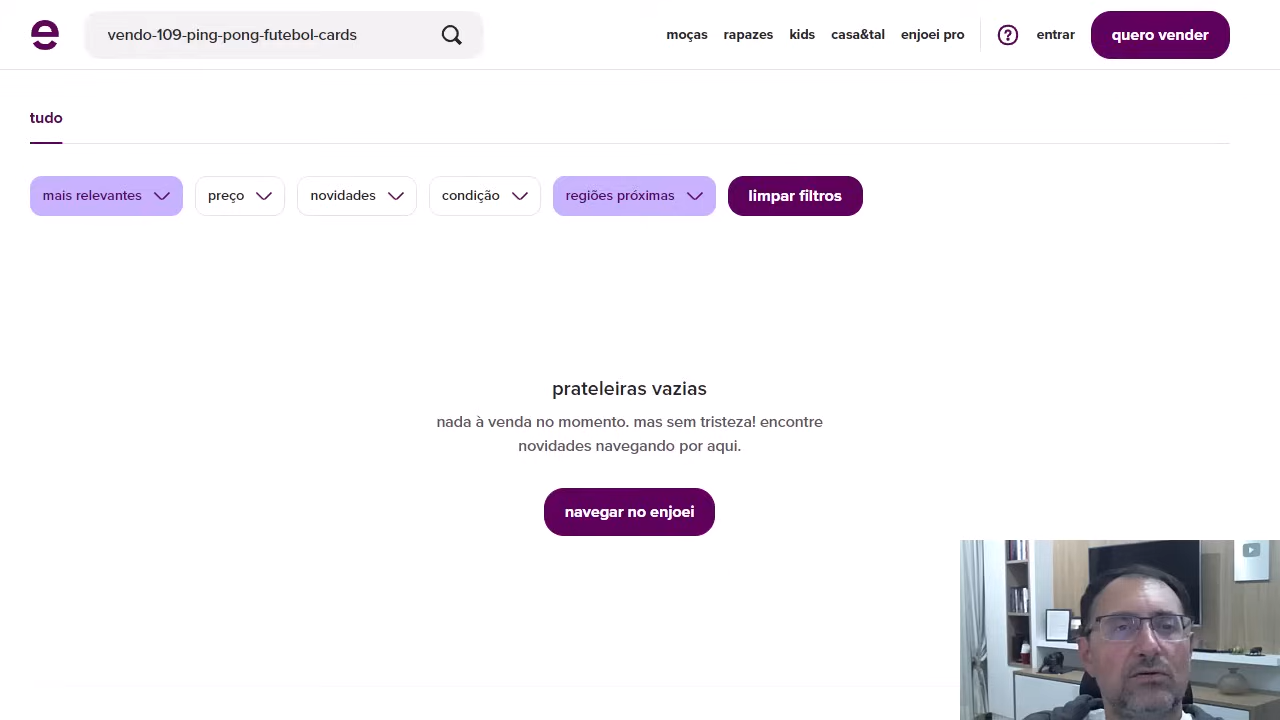 e
vendo-109-ping-pong-futebol-cards
moças rapazes kids casa&tal enjoei pro ? entrar quero vender
tudo
mais relevantes preço novidades condição regiões próximas limpar filtros
prateleiras vazias
nada à venda no momento. mas sem tristeza! encontre
novidades navegando por aqui.
navegar no enjoei